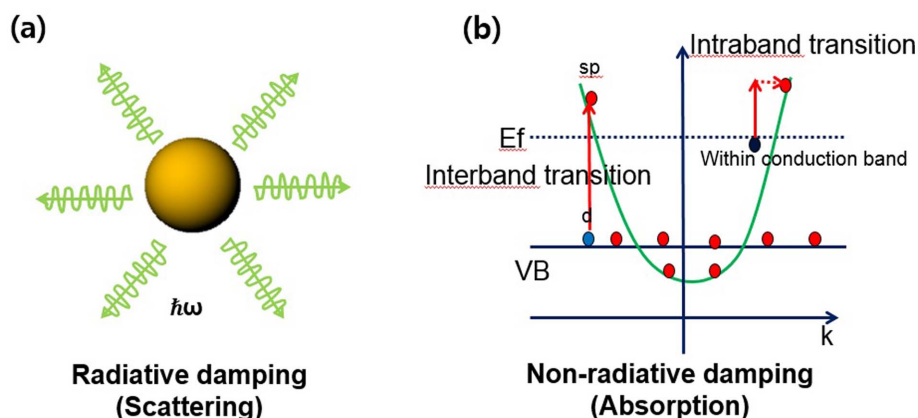 (a)
ħω
Radiative damping
(Scattering)
(b)
Intraband transition
sp
Ef
Within conduction band
Interband transition
d
VB
k
Non-radiative damping
(Absorption)